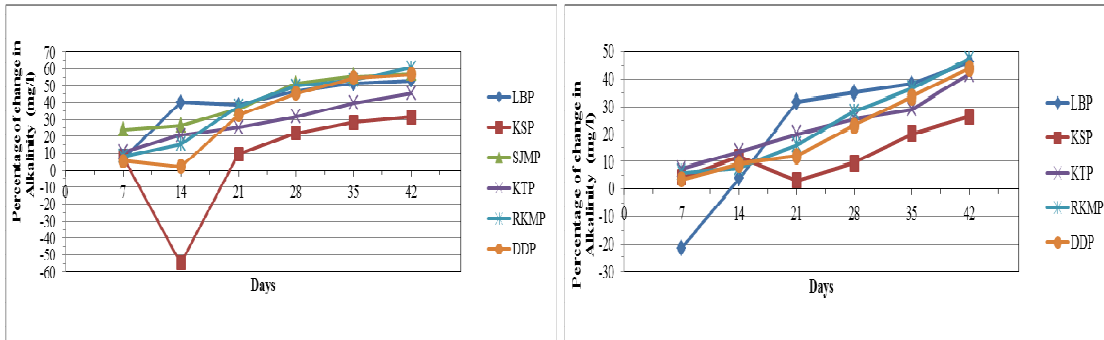 Percentage of change in
Alkalinity (mg/l)
70
60
50
40
30
20
10
0
-10
-20
-30
-40
-50
-60
0 7 14 21 28 35 42
Days
LBP
KSP
SJMP
KTP
RKMP
DDP
Percentage of change in
Alkalinity (mg/l)
50
40
30
20
10
0
-10
-20
-30
0 7 14 21 28 35 42
Days
LBP
KSP
KTP
RKMP
DDP